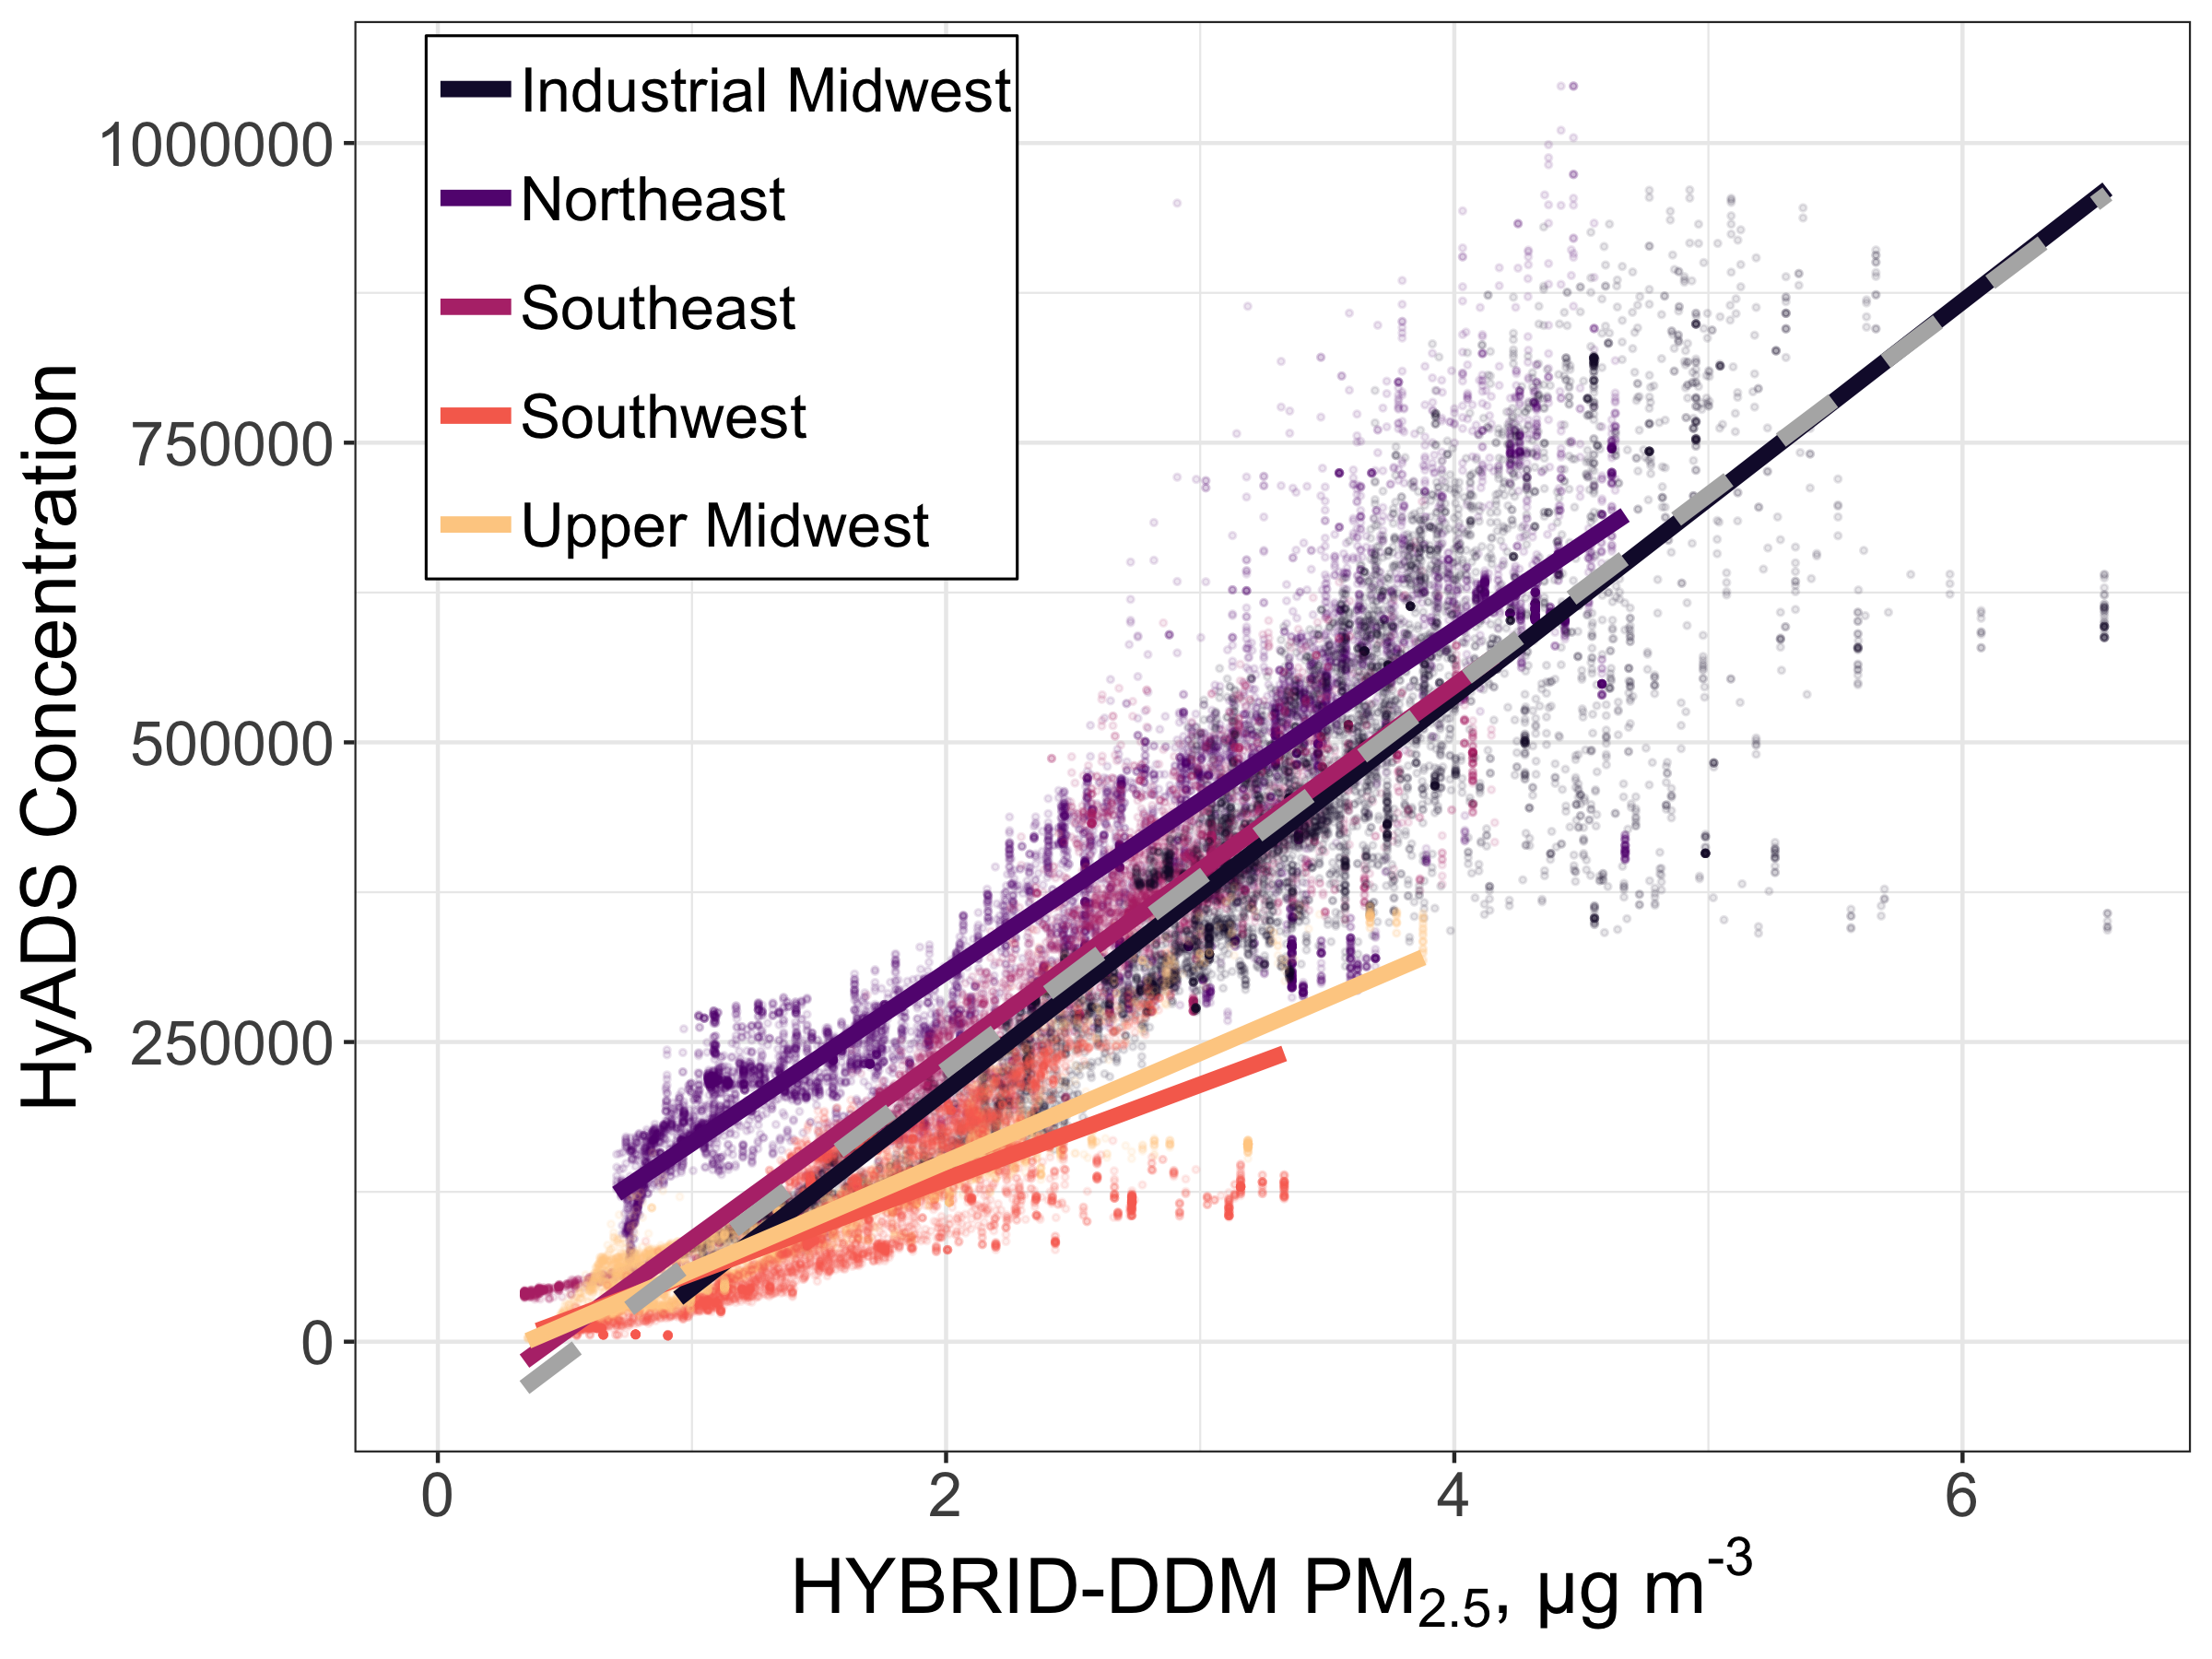 Industrial Midwest
Northeast
Southeast
Southwest
Upper Midwest
1000000
750000
500000
250000
0
HyADS Concentration
0 2 4 6
HYBRID-DDM PM₂.₅, µg m⁻³